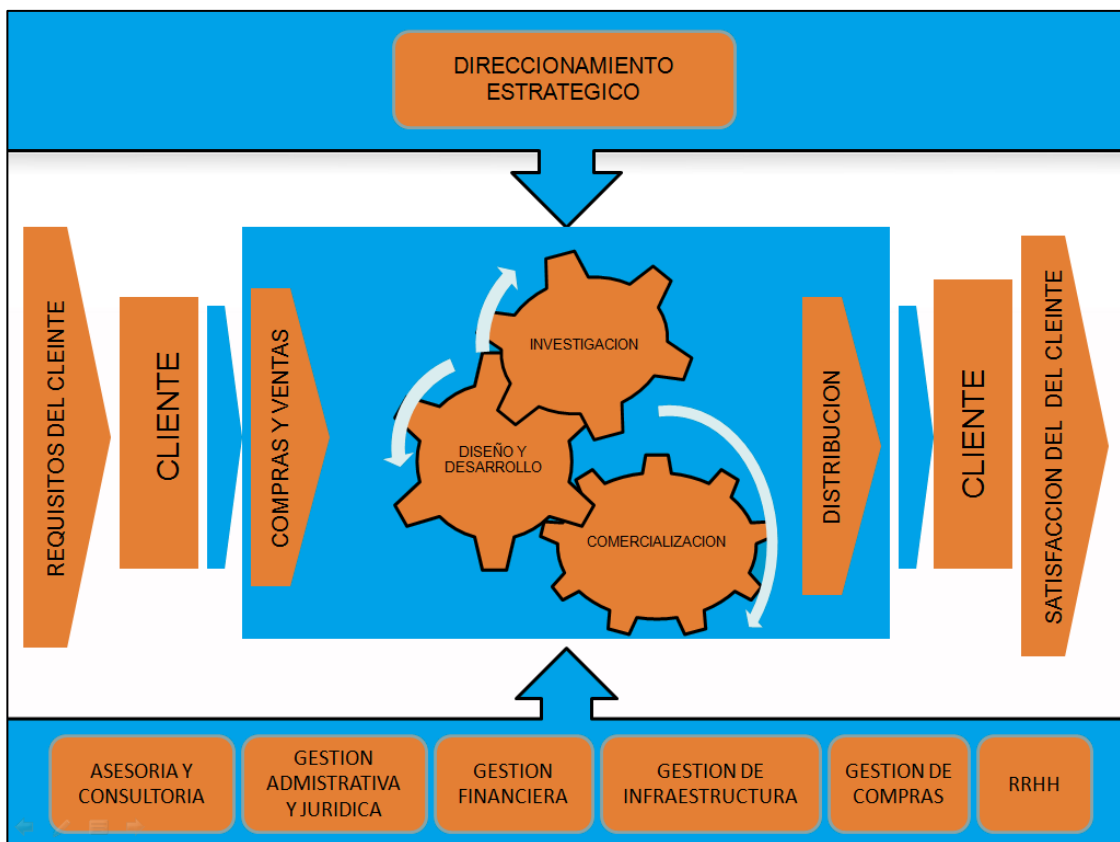 DIRECCIONAMIENTO
ESTRATEGICO
REQUISITOS DEL CLEINTE
CLIENTE
COMPRAS Y VENTAS
INVESTIGACION
DISEÑO Y
DESARROLLO
COMERCIALIZACION
DISTRIBUCION
CLIENTE
SATISFACCION DEL DEL CLEINTE
ASESORIA Y
CONSULTORIA
GESTION
ADMISTRATIVA
Y JURIDICA
GESTION
FINANCIERA
GESTION DE
INFRAESTRUCTURA
GESTION DE
COMPRAS
RRHH